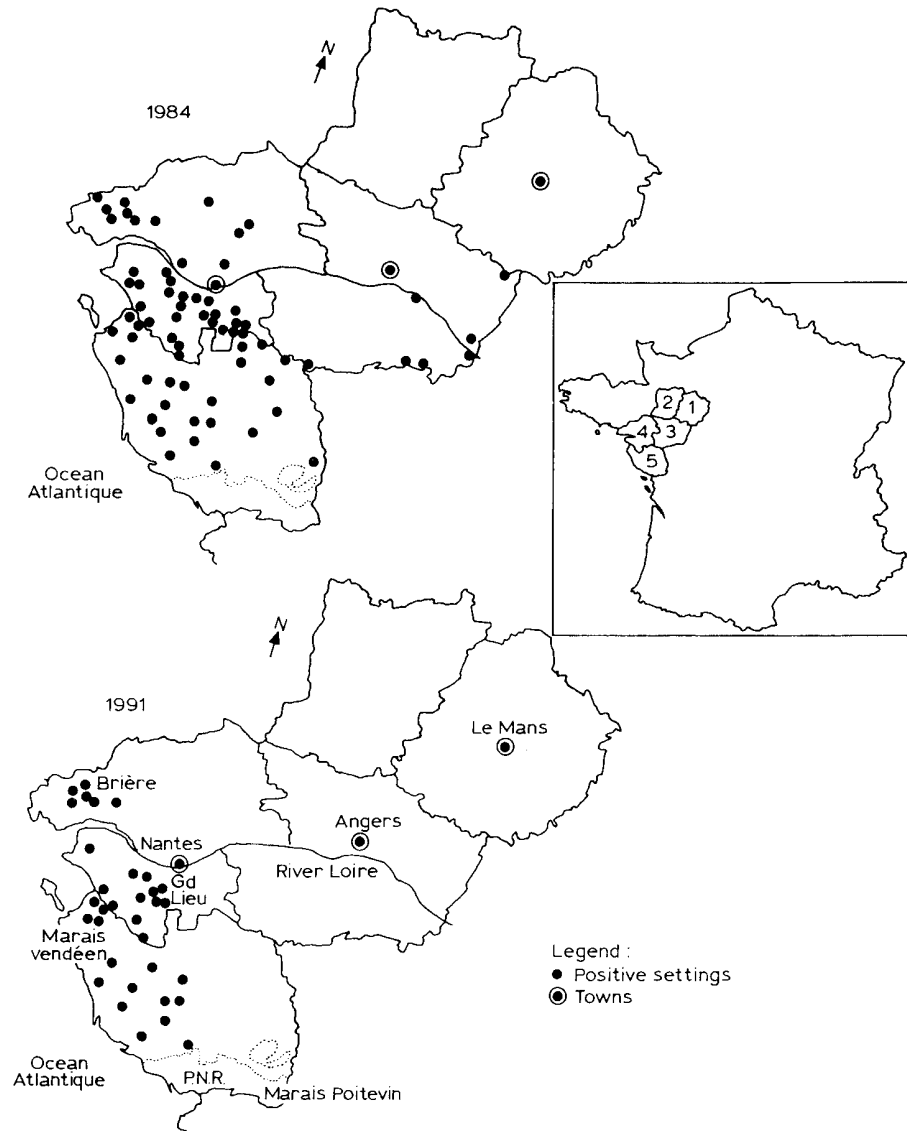 N
1984
Ocean
Atlantique
2
1
4
3
5
N
1991
Le Mans
Brière
Angers
Nantes
River Loire
Gd
Lieu
Marais
vendéen
Legend :
Positive settings
Towns
Ocean
Atlantique
P.N.R.
Marais Poitevin